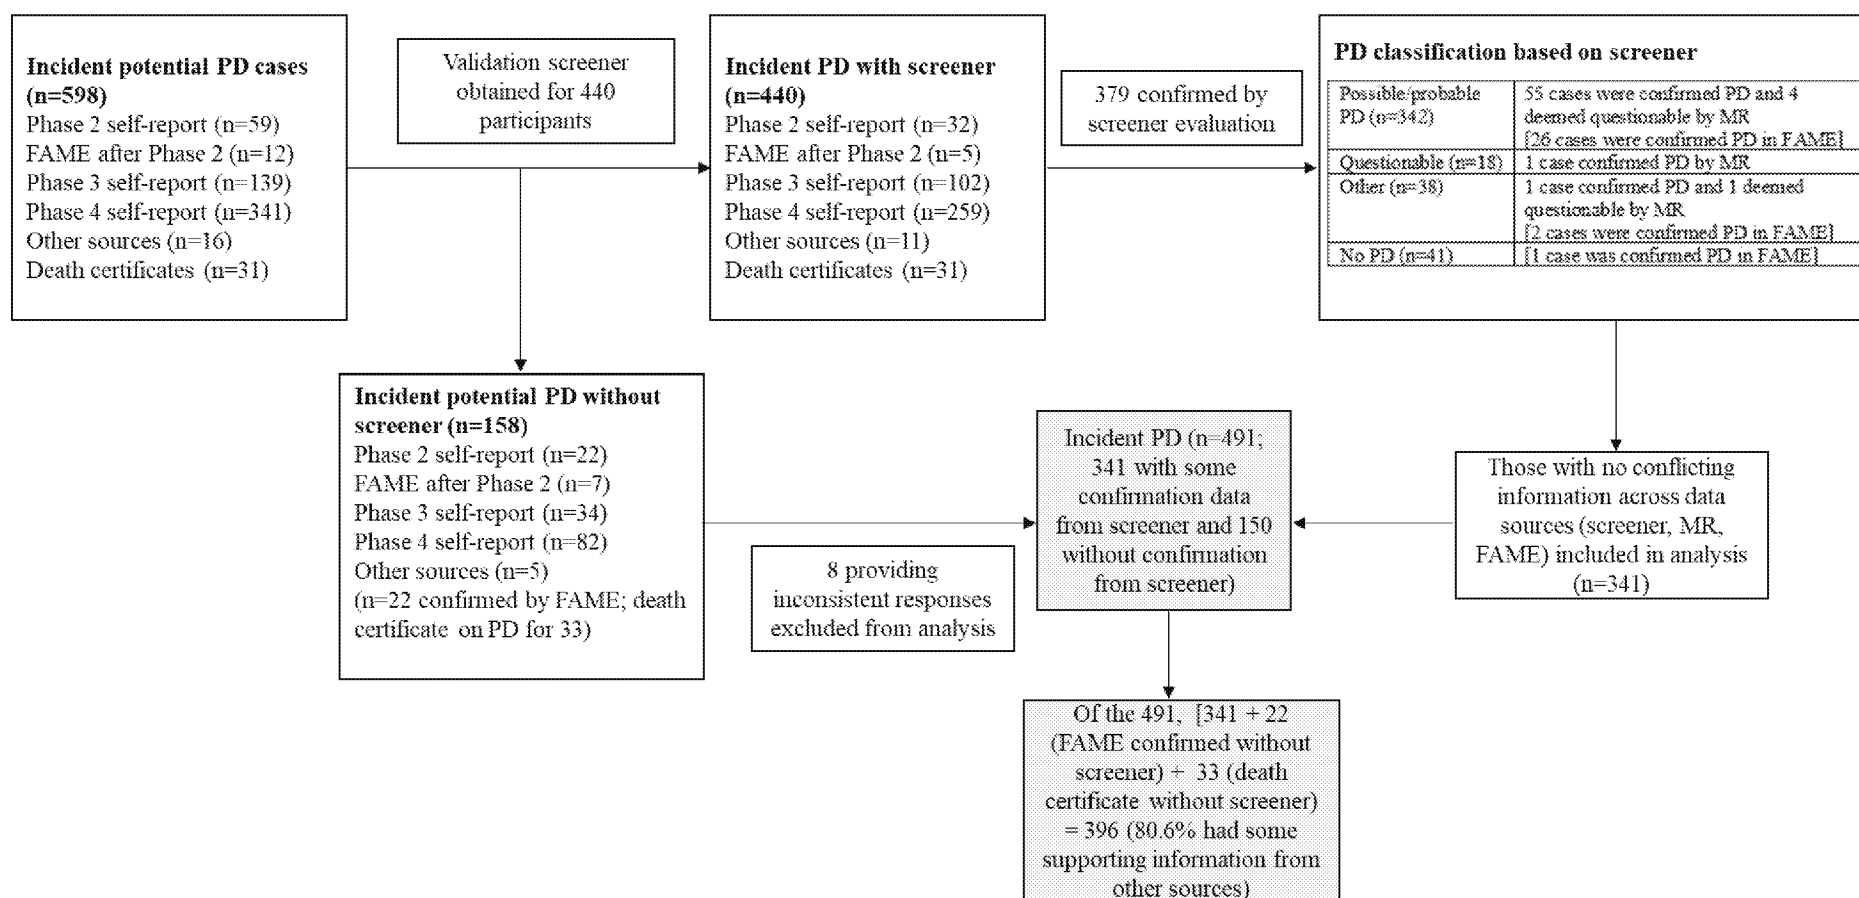 Incident potential PD cases
(n=598)
Phase 2 self-report (n=59)
FAME after Phase 2 (n=12)
Phase 3 self-report (n=139)
Phase 4 self-report (n=341)
Other sources (n=16)
Death certificates (n=31)
Validation screener
obtained for 440
participants
Incident PD with screener
(n=440)
Phase 2 self-report (n=32)
FAME after Phase 2 (n=5)
Phase 3 self-report (n=102)
Phase 4 self-report (n=259)
Other sources (n=11)
Death certificates (n=31)
379 confirmed by
screener evaluation
PD classification based on screener
Possible/probable
PD (n=342)
55 cases were confirmed PD and 4
deemed questionable by MR
[26 cases were confirmed PD in FAME]
Questionable (n=18)
1 case confirmed PD by MR
Other (n=38)
1 case confirmed PD and 1 deemed
questionable by MR
[2 cases were confirmed PD in FAME]
No PD (n=41)
[1 case was confirmed PD in FAME]
Incident potential PD without
screener (n=158)
Phase 2 self-report (n=22)
FAME after Phase 2 (n=7)
Phase 3 self-report (n=34)
Phase 4 self-report (n=82)
Other sources (n=5)
(n=22 confirmed by FAME; death
certificate on PD for 33)
8 providing
inconsistent responses
excluded from analysis
Incident PD (n=491;
341 with some
confirmation data
from screener and 150
without confirmation
from screener)
Those with no conflicting
information across data
sources (screener, MR,
FAME) included in analysis
(n=341)
Of the 491, [341 + 22
(FAME confirmed without
screener) + 33 (death
certificate without screener)
= 396 (80.6% had some
supporting information from
other sources)